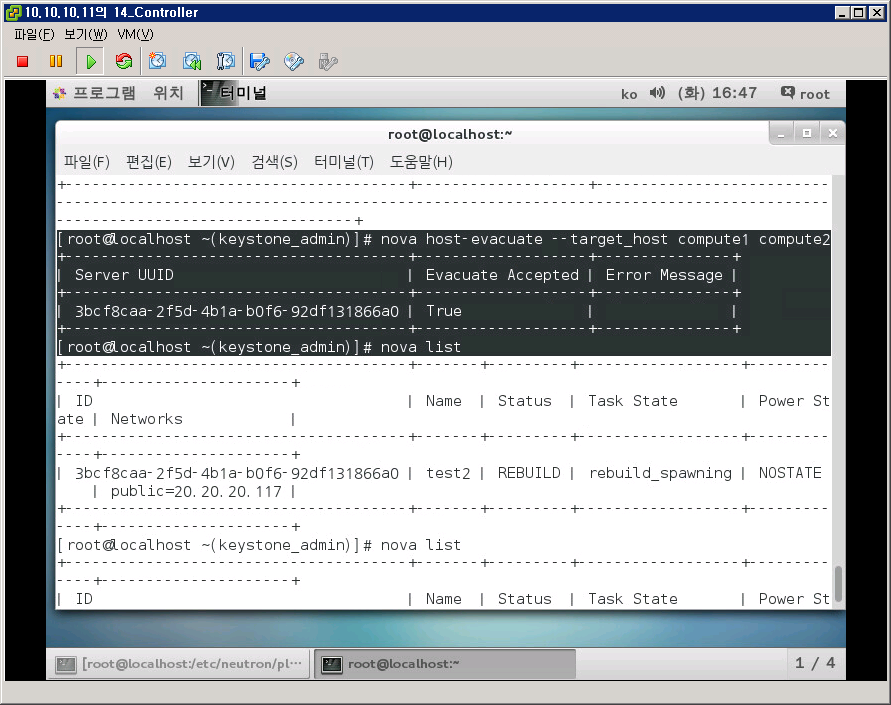 10.10.10.11의 14_Controller
파일(F) 보기(W) VM(V)
프로그램 위치 터미널 ko (화) 16:47 root
root@localhost:~
파일(F) 편집(E) 보기(V) 검색(S) 터미널(T) 도움말(H)
+---------------------------------------+-------------------+--------------------------
--------------------------------------------------------------------------------------
---------------------------------+
[root@localhost ~(keystone_admin)]# nova host-evacuate --target_host compute1 compute2
+--------------------------------------+-------------------+---------------+
| Server UUID | Evacuate Accepted | Error Message |
+--------------------------------------+-------------------+---------------+
| 3bcf8caa-2f5d-4b1a-b0f6-92df131866a0 | True | |
+--------------------------------------+-------------------+---------------+
[root@localhost ~(keystone_admin)]# nova list
+--------------------------------------+-------+---------+------------------+---------
----+---------------------+
| ID | Name | Status | Task State | Power St
ate | Networks |
+--------------------------------------+-------+---------+------------------+---------
----+---------------------+
| 3bcf8caa-2f5d-4b1a-b0f6-92df131866a0 | test2 | REBUILD | rebuild_spawning | NOSTATE
| public=20.20.20.117 |
+--------------------------------------+-------+---------+------------------+---------
----+---------------------+
[root@localhost ~(keystone_admin)]# nova list
+--------------------------------------+-------+---------+------------------+---------
----+---------------------+
| ID | Name | Status | Task State | Power St
[root@localhost:/etc/neutron/pl… root@localhost:~ 1 / 4